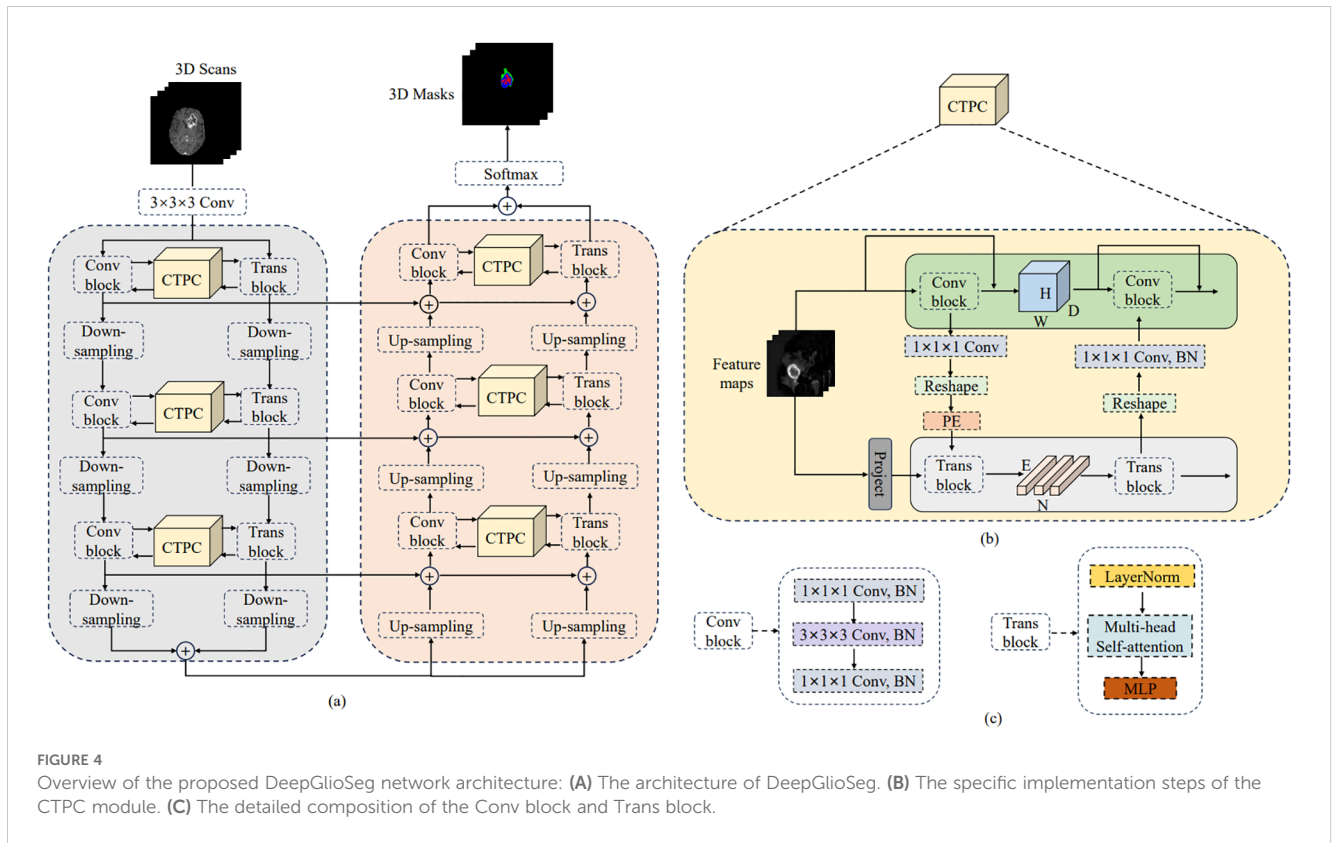 3D Scans
3×3×3 Conv
Conv
block
CTPC
Trans
block
Down-
sampling
Down-
sampling
Conv
block
CTPC
Trans
block
Down-
sampling
Down-
sampling
Conv
block
CTPC
Trans
block
Down-
sampling
Down-
sampling
+
3D Masks
Softmax
+
Conv
block
CTPC
Trans
block
+
+
Up-sampling
Up-sampling
Conv
block
CTPC
Trans
block
+
+
Up-sampling
Up-sampling
Conv
block
CTPC
Trans
block
+
+
Up-sampling
Up-sampling
(a)
CTPC
Feature
maps
Conv
block
H
D
W
Conv
block
1×1×1 Conv
1×1×1 Conv, BN
Reshape
Reshape
PE
Project
Trans
block
E
N
Trans
block
(b)
Conv
block
1×1×1 Conv, BN
3×3×3 Conv, BN
1×1×1 Conv, BN
Trans
block
LayerNorm
Multi-head
Self-attention
MLP
(c)
FIGURE 4
Overview of the proposed DeepGlioSeg network architecture: (A) The architecture of DeepGlioSeg. (B) The specific implementation steps of the
CTPC module. (C) The detailed composition of the Conv block and Trans block.